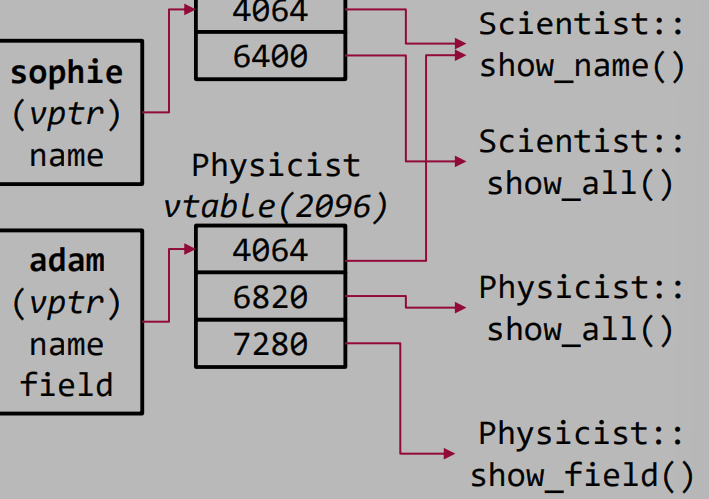 4064
6400
Scientist::
show_name()
sophie
(vptr)
name
Scientist::
show_all()
Physicist
vtable(2096)
adam
(vptr)
name
field
4064
6820
7280
Physicist::
show_all()
Physicist::
show_field()